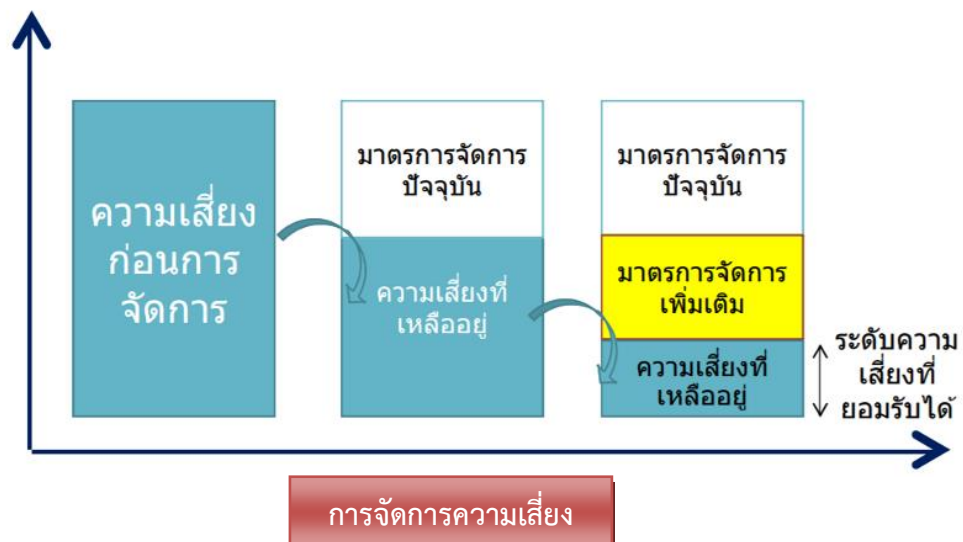 ความเสี่ยง
ก่อนการ
จัดการ
มาตรการจัดการ
ปัจจุบัน
ความเสี่ยงที่
เหลืออยู่
มาตรการจัดการ
ปัจจุบัน
มาตรการจัดการ
เพิ่มเติม
ความเสี่ยงที่
เหลืออยู่
ระดับความ
เสี่ยงที่
ยอมรับได้
การจัดการความเสี่ยง